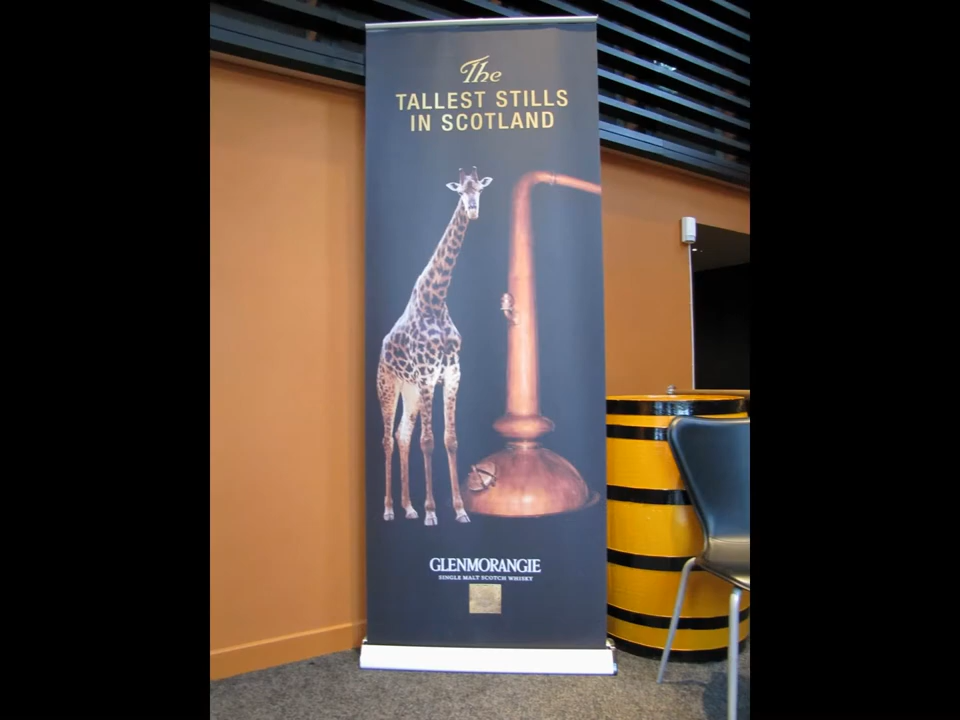 The
TALLEST STILLS
IN SCOTLAND
GLENMORANGIE
SINGLE MALT SCOTCH WHISKY